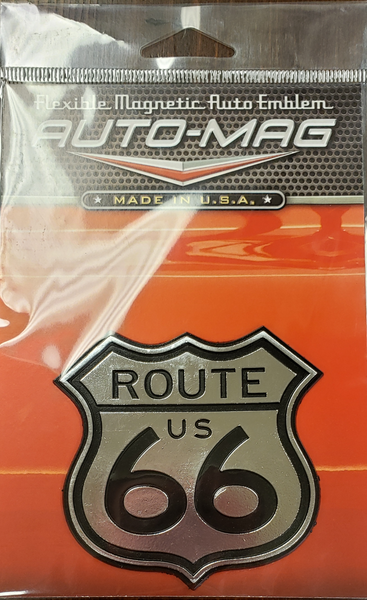 Flexible Magnetic Auto Emblem
AUTO-MAG
★ MADE IN U.S.A. ★
ROUTE
US
66